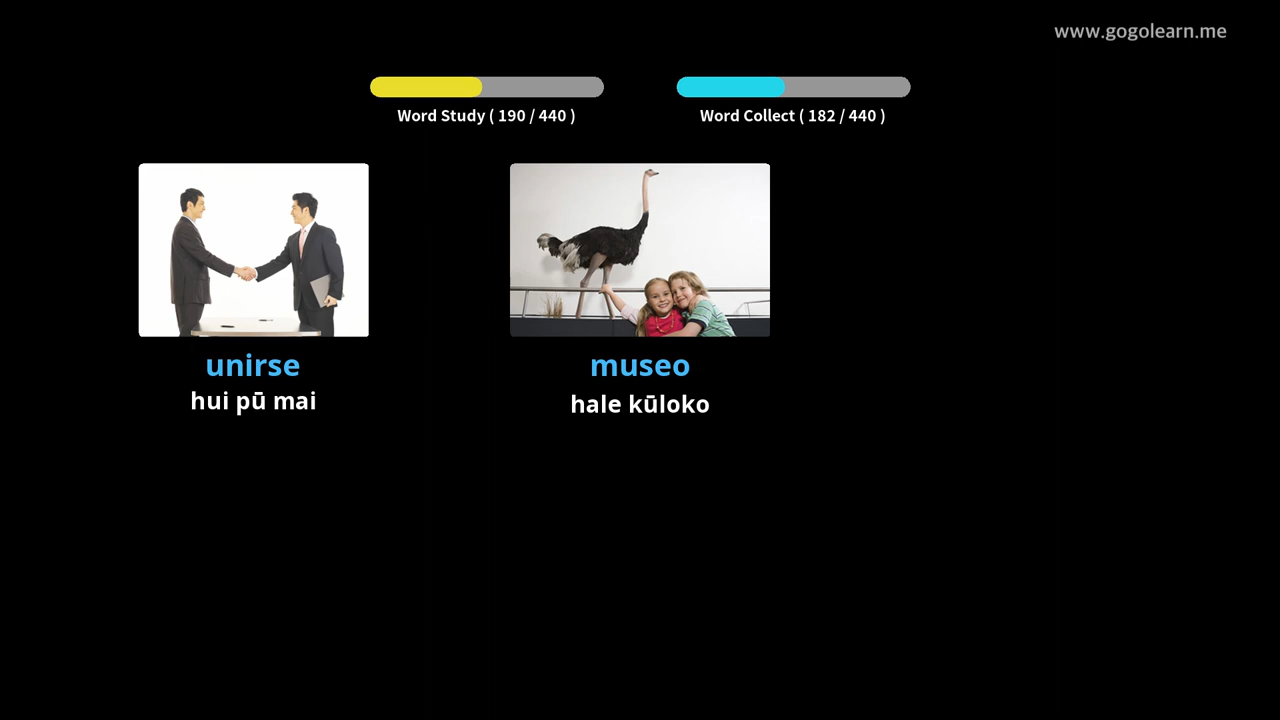 www.gogolearn.me
Word Study ( 190 / 440 )
Word Collect ( 182 / 440 )
unirse
hui pū mai
museo
hale kūloko